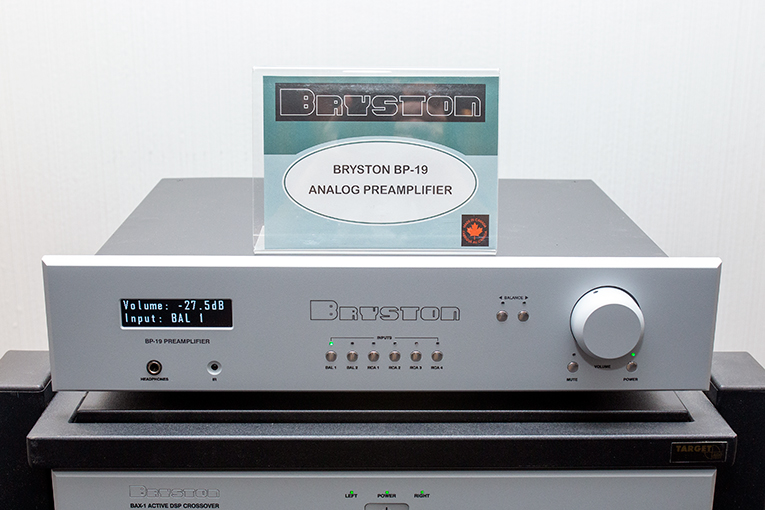 BRYSTON
BRYSTON BP-19
ANALOG PREAMPLIFIER
Volume: -27.5dB
Input: BAL 1
BP-19 PREAMPLIFIER
HEADPHONES
IR
BRYSTON
INPUTS
BAL 1 BAL 2 RCA 1 RCA 2 RCA 3 RCA 4
◀ BALANCE ▶
MUTE
VOLUME
POWER
TARGET
BRYSTON
BAX-1 ACTIVE DSP CROSSOVER
LEFT POWER RIGHT